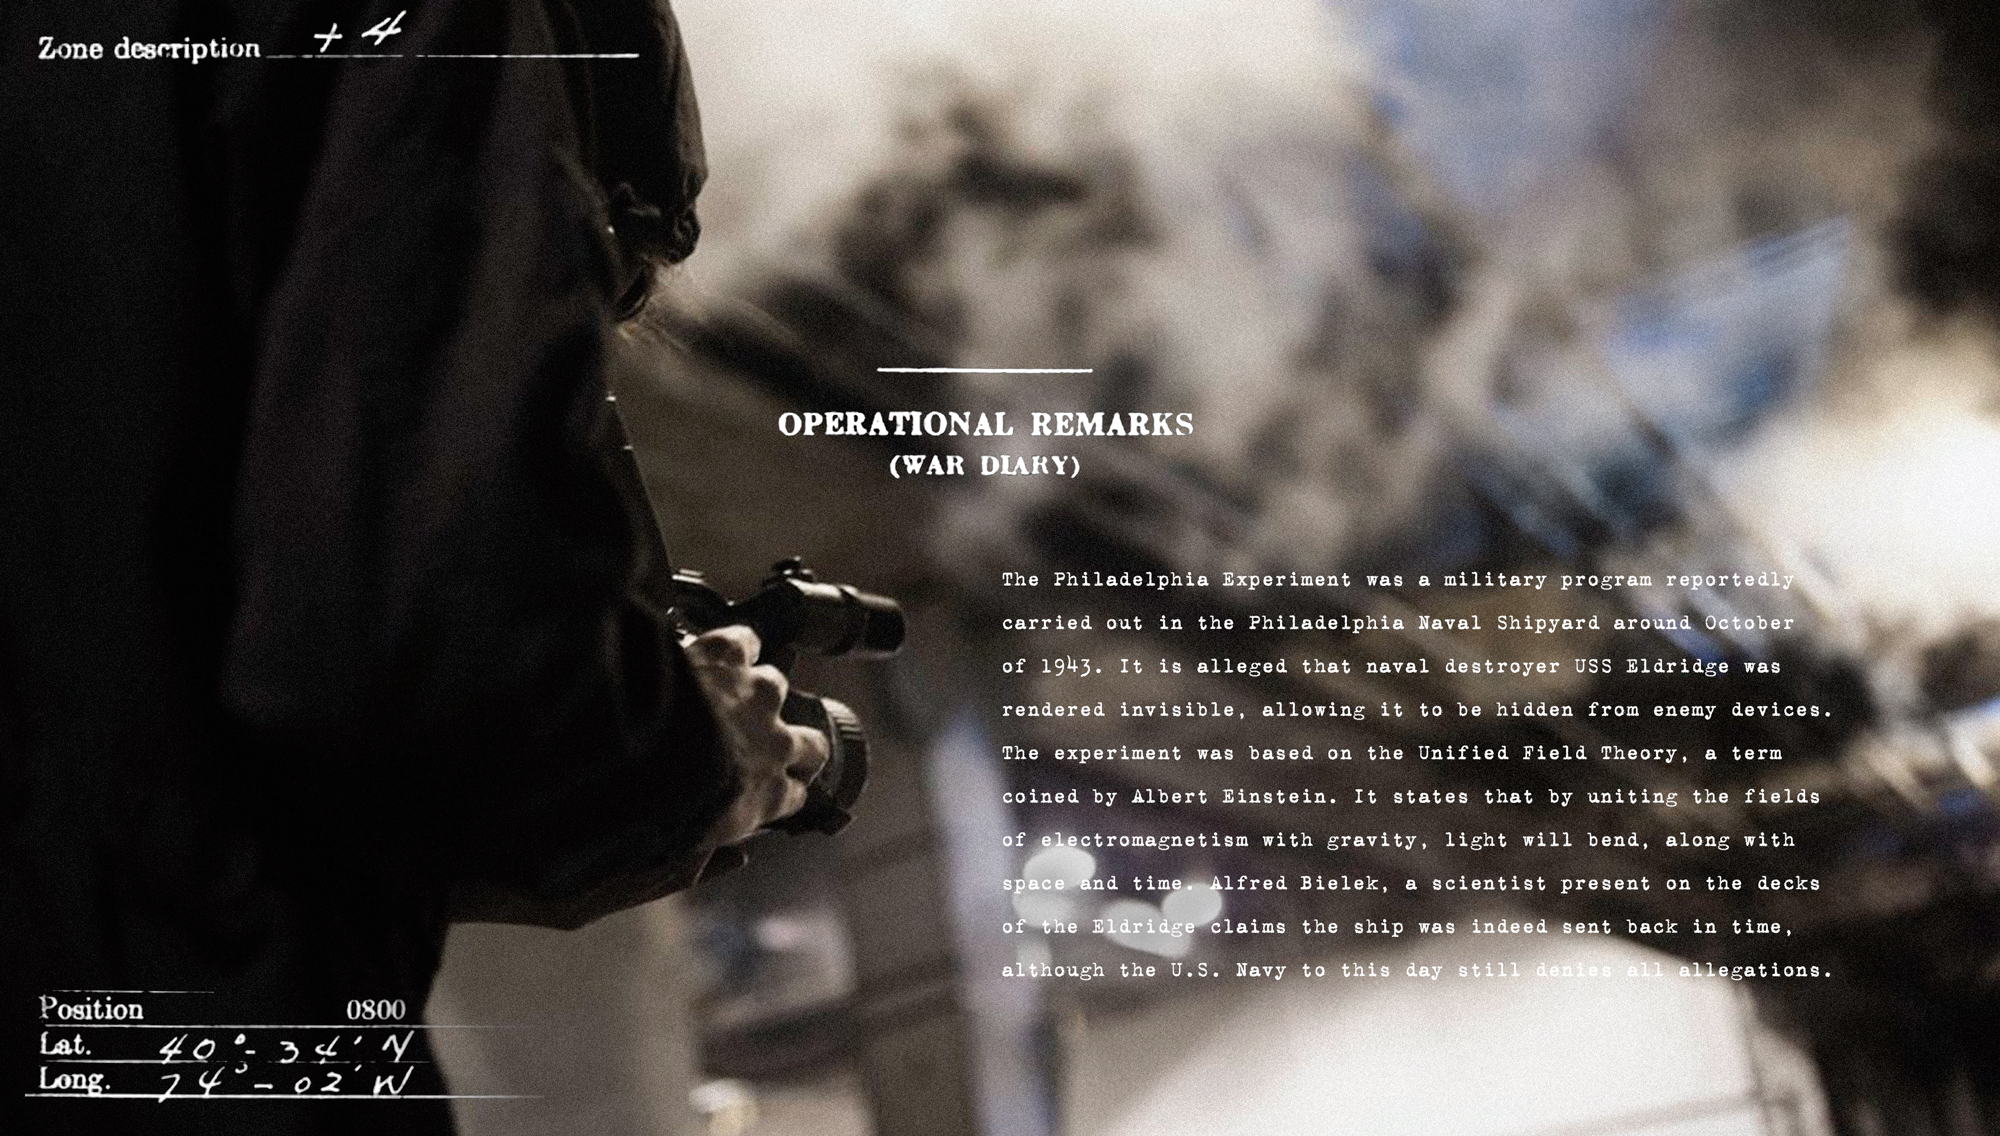 Zone description + 4
OPERATIONAL REMARKS
(WAR DIARY)
The Philadelphia Experiment was a military program reportedly
carried out in the Philadelphia Naval Shipyard around October
of 1943. It is alleged that naval destroyer USS Eldridge was
rendered invisible, allowing it to be hidden from enemy devices.
The experiment was based on the Unified Field Theory, a term
coined by Albert Einstein. It states that by uniting the fields
of electromagnetism with gravity, light will bend, along with
space and time. Alfred Bielek, a scientist present on the decks
of the Eldridge claims the ship was indeed sent back in time,
although the U.S. Navy to this day still denies all allegations.
Position 0800
Lat. 40°- 34' N
Long. 74° - 02' W